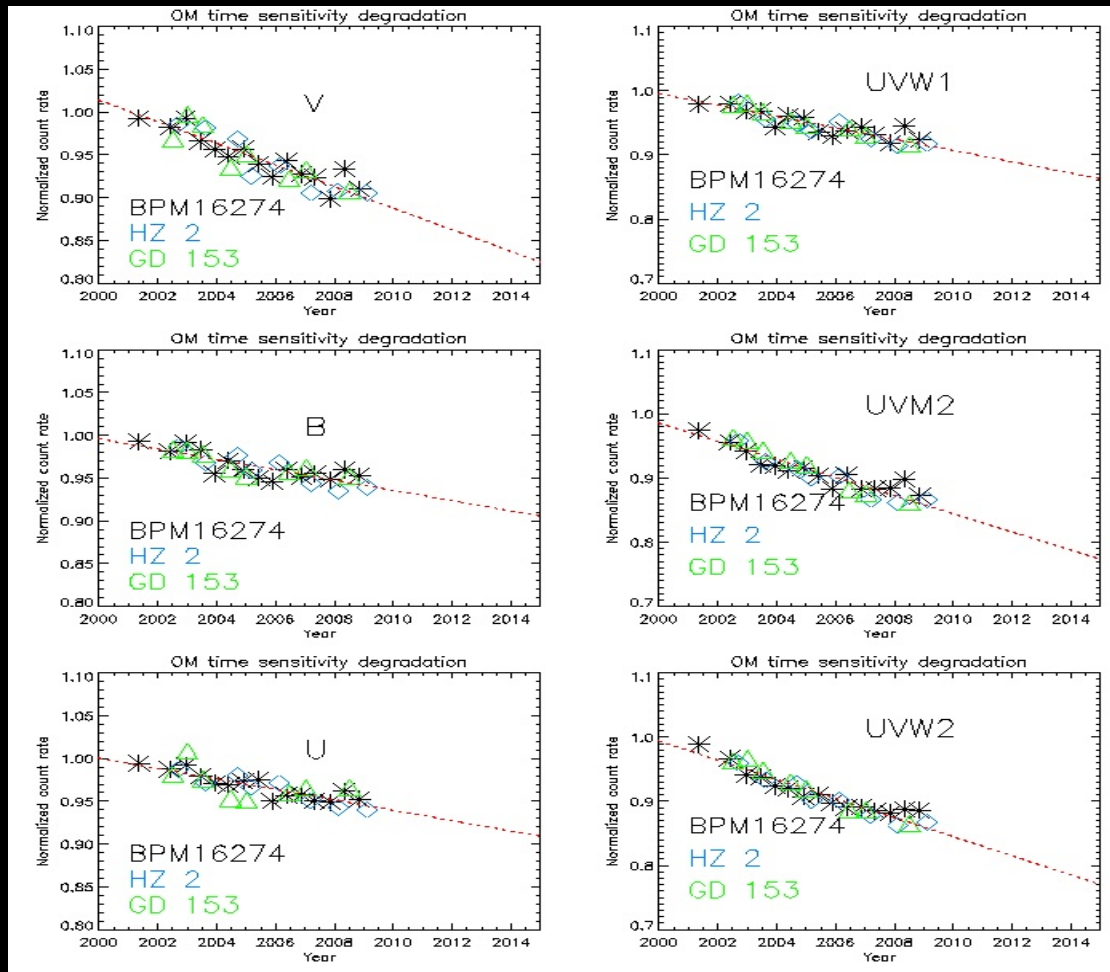 OM time sensitivity degradation
1.10
1.05
1.00
0.95
0.90
0.85
0.80
Normalized count rate
V
BPM16274
HZ 2
GD 153
2000 2002 2004 2006 2008 2010 2012 2014
Year
OM time sensitivity degradation
1.1
1.0
0.9
0.8
0.7
Normalized count rate
UVW1
BPM16274
HZ 2
GD 153
2000 2002 2004 2006 2008 2010 2012 2014
Year
OM time sensitivity degradation
1.10
1.05
1.00
0.95
0.90
0.85
0.80
Normalized count rate
B
BPM16274
HZ 2
GD 153
2000 2002 2004 2006 2008 2010 2012 2014
Year
OM time sensitivity degradation
1.1
1.0
0.9
0.8
0.7
Normalized count rate
UVM2
BPM16274
HZ 2
GD 153
2000 2002 2004 2006 2008 2010 2012 2014
Year
OM time sensitivity degradation
1.10
1.05
1.00
0.95
0.90
0.85
0.80
Normalized count rate
U
BPM16274
HZ 2
GD 153
2000 2002 2004 2006 2008 2010 2012 2014
Year
OM time sensitivity degradation
1.1
1.0
0.9
0.8
0.7
Normalized count rate
UVW2
BPM16274
HZ 2
GD 153
2000 2002 2004 2006 2008 2010 2012 2014
Year